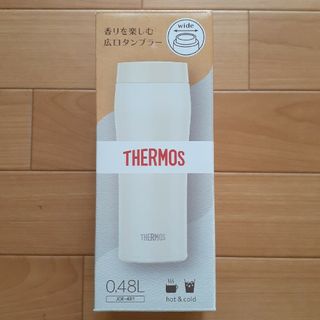 香りを楽しむ
広口タンブラー
wide
THERMOS
THERMOS
0.48L
JOE-481
hot & cold